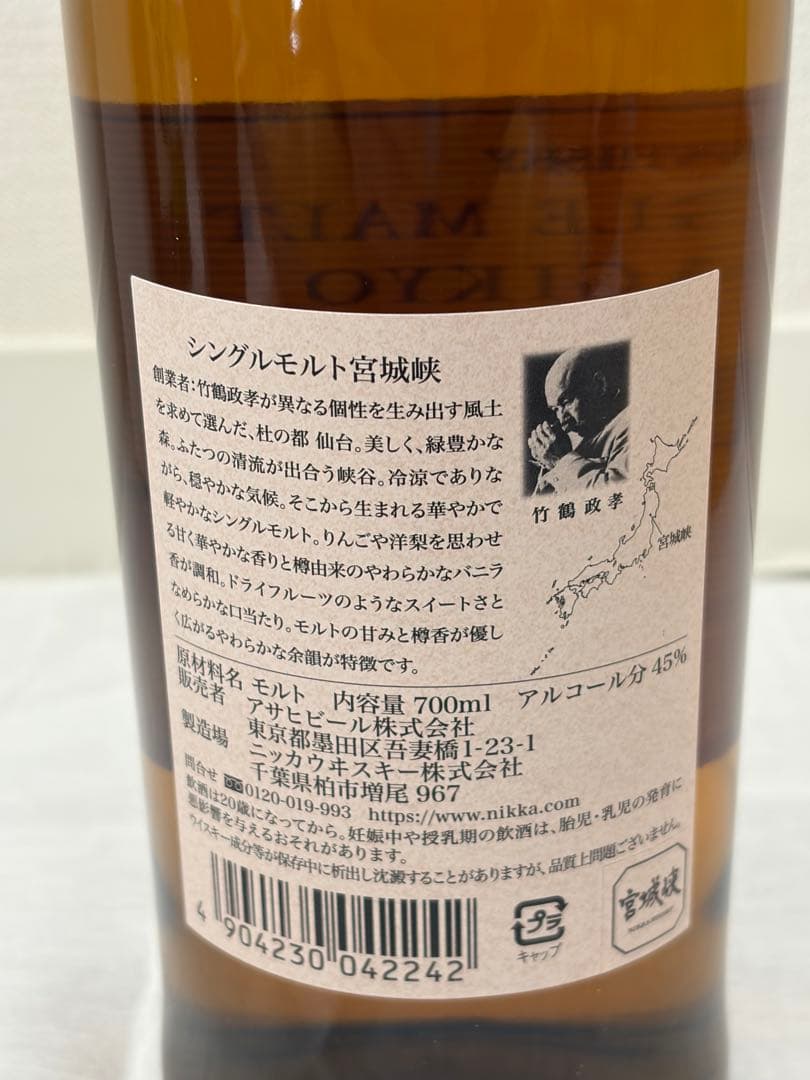 シングルモルト宮城峡
創業者：竹鶴政孝が異なる個性を生み出す風土
を求めて選んだ、杜の都 仙台。美しく、緑豊かな
森。ふたつの清流が出合う峡谷。冷涼でありな
がら、穏やかな気候。そこから生まれる華やかで
軽やかなシングルモルト。りんごや洋梨を思わせ
る甘く華やかな香りと樽由来のやわらかなバニラ
香が調和。ドライフルーツのようなスイートさと
なめらかな口当たり。モルトの甘みと樽香が優し
く広がるやわらかな余韻が特徴です。
竹鶴政孝
宮城峡
原材料名 モルト 内容量 700ml アルコール分 45%
販売者 アサヒビール株式会社
東京都墨田区吾妻橋1-23-1
製造場 ニッカウヰスキー株式会社
千葉県柏市増尾 967
問合せ 0120-019-993 https://www.nikka.com
飲酒は20歳になってから。妊娠中や授乳期の飲酒は、胎児・乳児の発育に
悪影響を与えるおそれがあります。
ウイスキー成分等が保存中に析出し沈澱することがありますが、品質上問題ございません。
4 904230 042242
プラ
キャップ
宮城峡